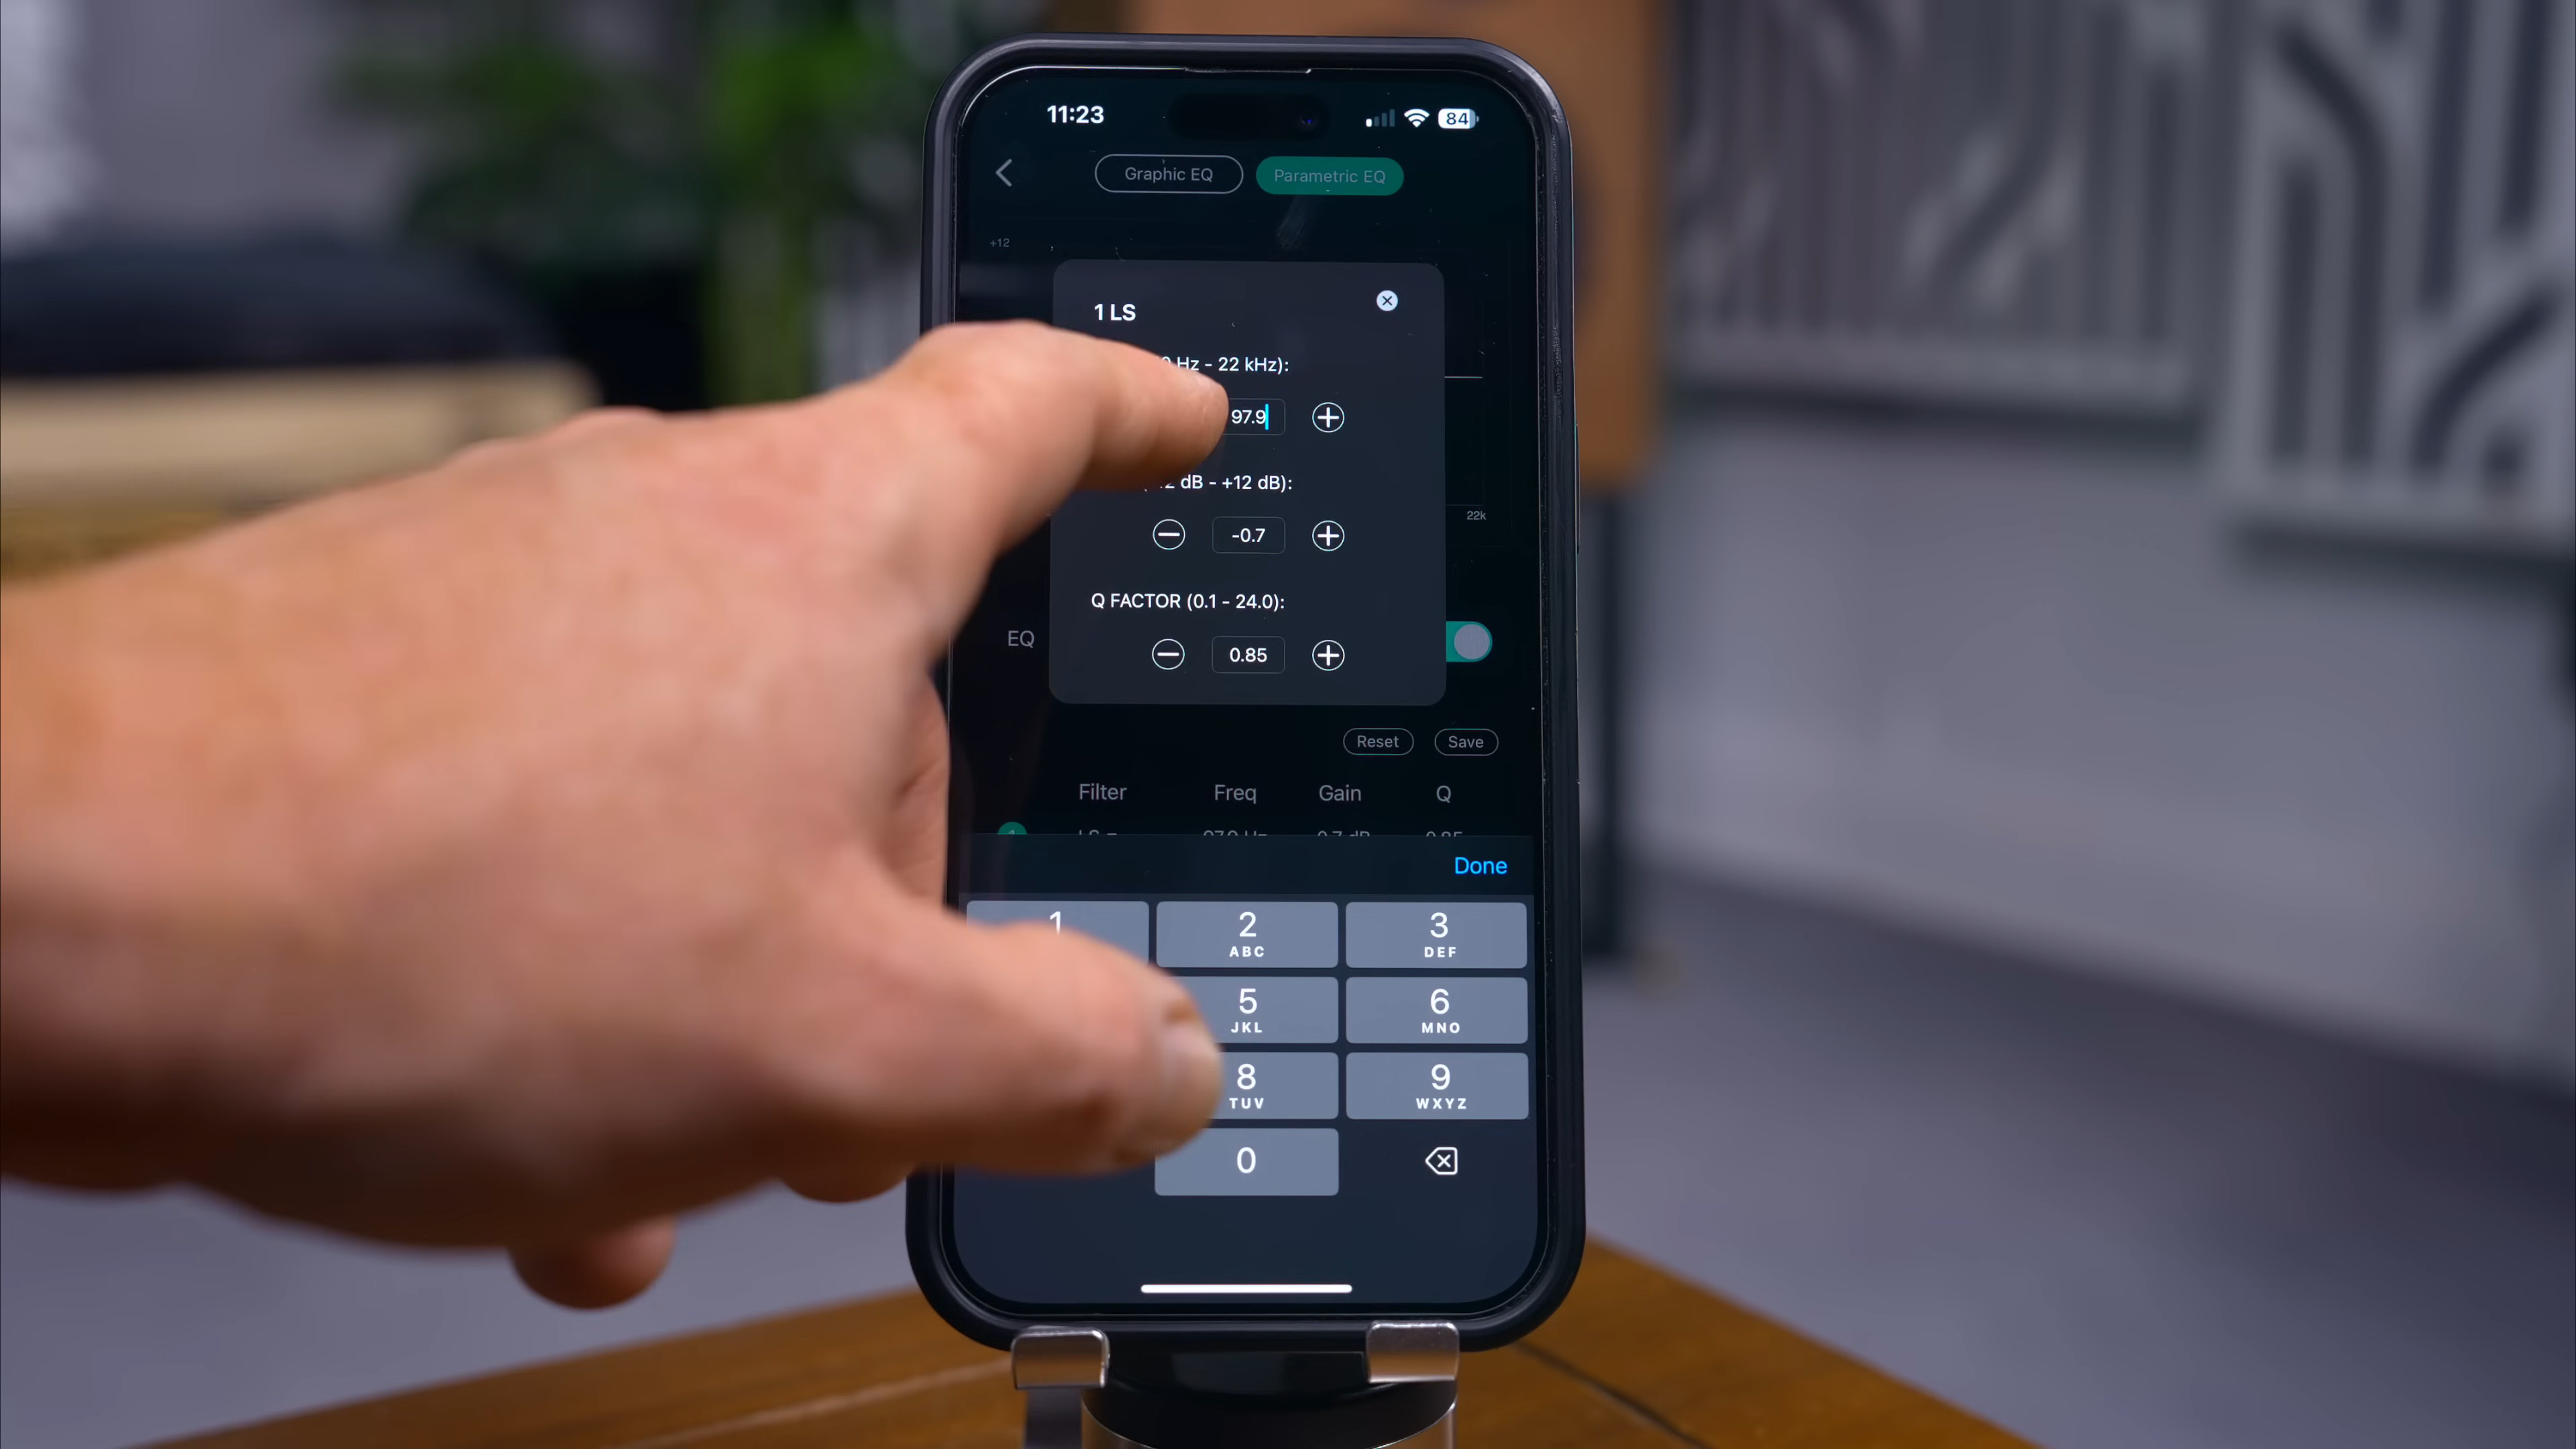 11:23
84
Graphic EQ
Parametric EQ
+12
1 LS
Hz - 22 kHz):
97.9
dB - +12 dB):
-0.7
22k
Q FACTOR (0.1 - 24.0):
EQ
0.85
Reset
Save
Filter Freq Gain Q
Done
1
2
ABC
3
DEF
5
JKL
6
MNO
8
TUV
9
WXYZ
0